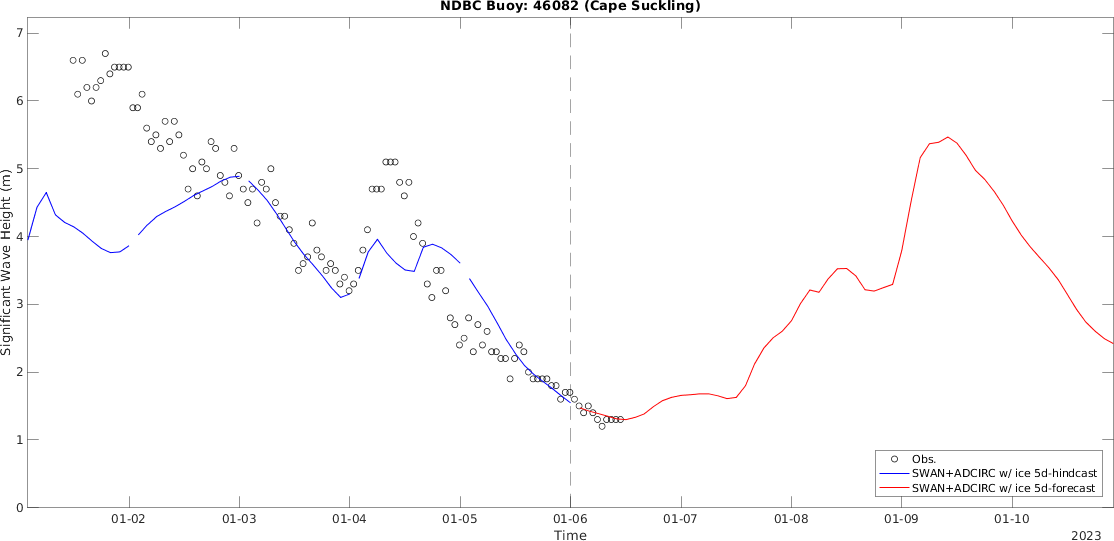 NDBC Buoy: 46082 (Cape Suckling)
Significant Wave Height (m)
7
6
5
4
3
2
1
0
01-02 01-03 01-04 01-05 01-06 01-07 01-08 01-09 01-10
Time
2023
Obs.
SWAN+ADCIRC w/ ice 5d-hindcast
SWAN+ADCIRC w/ ice 5d-forecast